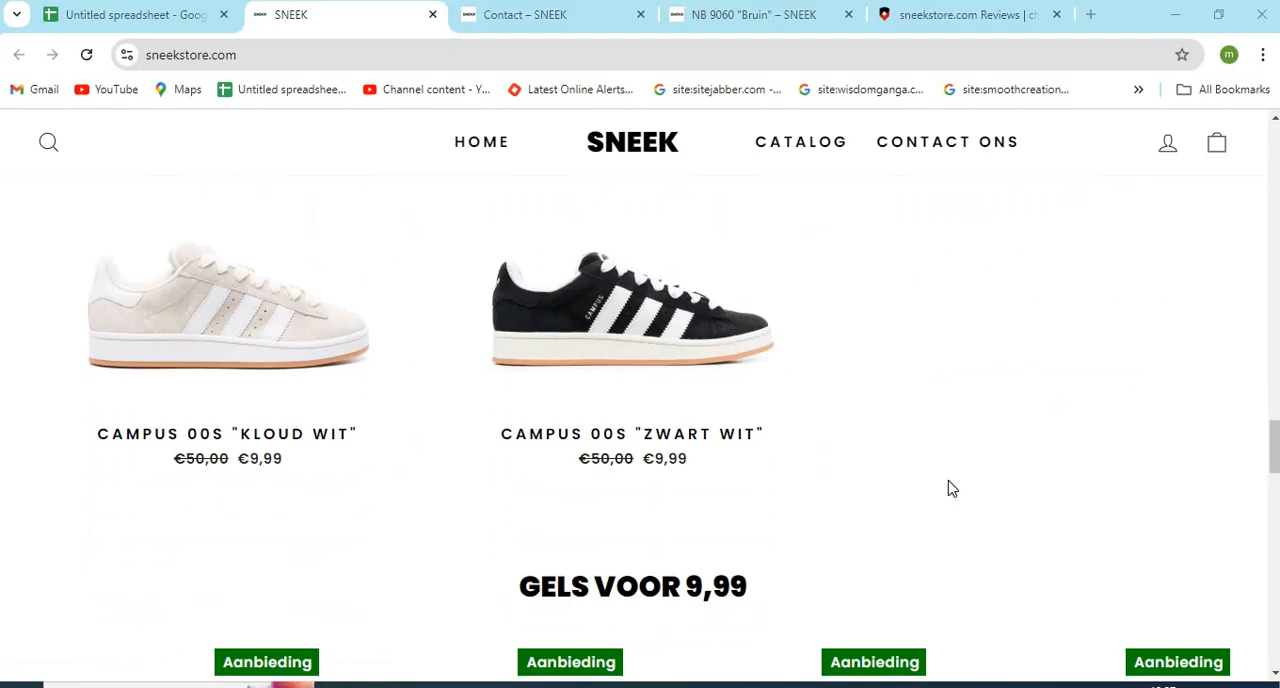 Untitled spreadsheet - Goog
SNEEK
Contact – SNEEK
NB 9060 "Bruin" – SNEEK
sneekstore.com Reviews | ch
sneekstore.com
m
Gmail
YouTube
Maps
Untitled spreadshee...
Channel content - Y...
Latest Online Alerts...
site:sitejabber.com -...
site:wisdomganga.c...
site:smoothcreation...
All Bookmarks
HOME
SNEEK
CATALOG
CONTACT ONS
CAMPUS
CAMPUS 00S "KLOUD WIT"
€50,00 €9,99
CAMPUS 00S "ZWART WIT"
€50,00 €9,99
GELS VOOR 9,99
Aanbieding
Aanbieding
Aanbieding
Aanbieding